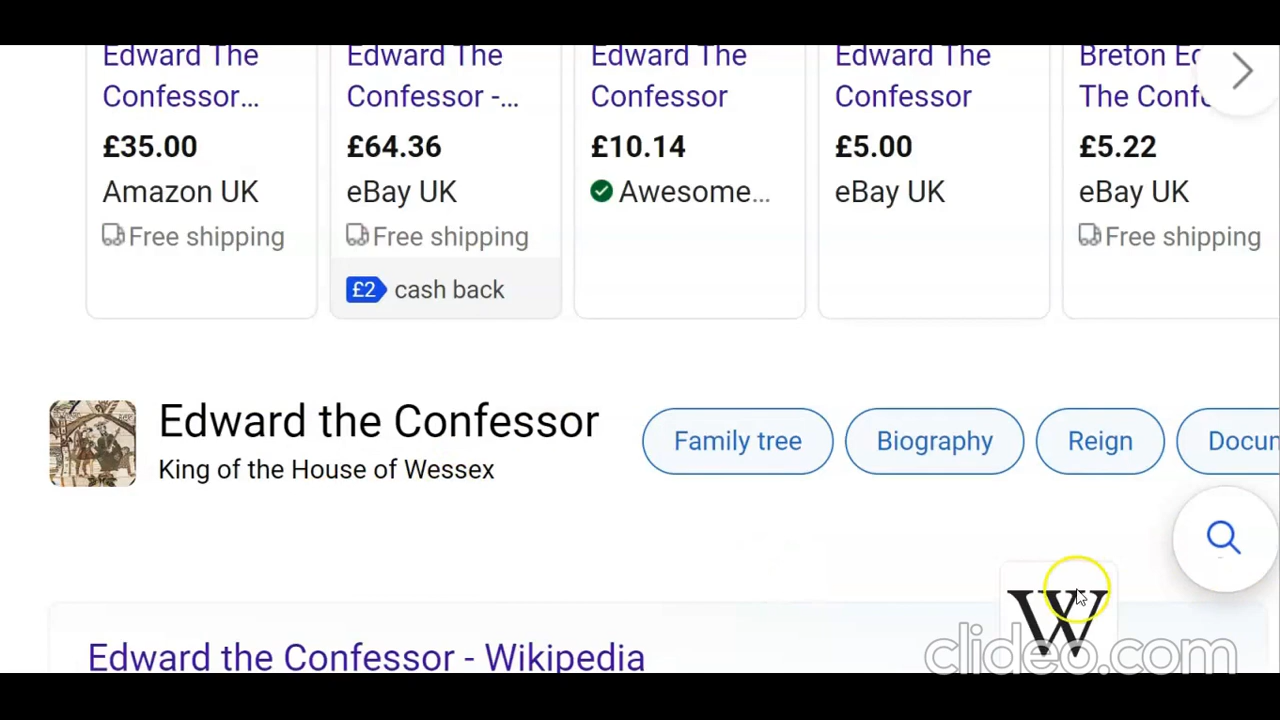 Edward The Edward The Edward The Edward The Breton Ed
Confessor... Confessor -... Confessor Confessor The Conf
£35.00 £64.36 £10.14 £5.00 £5.22
Amazon UK eBay UK Awesome... eBay UK eBay UK
Free shipping Free shipping Free shipping
£2 cash back
Edward the Confessor
King of the House of Wessex
Family tree Biography Reign Docum
W
Edward the Confessor - Wikipedia
clideo.com